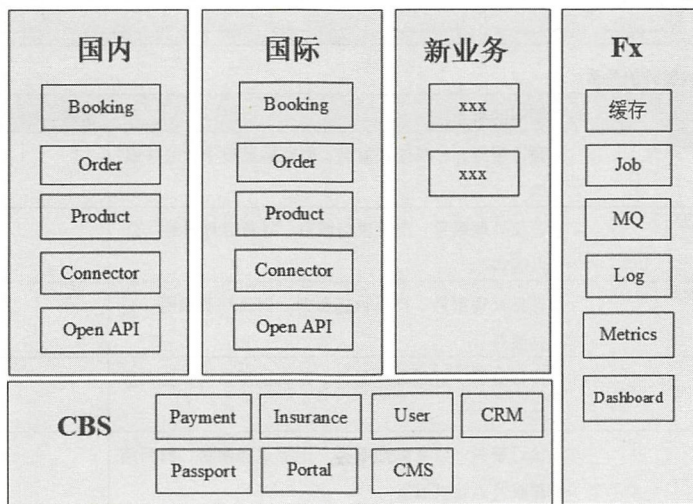 国内
Booking
Order
Product
Connector
Open API
国际
Booking
Order
Product
Connector
Open API
新业务
xxx
xxx
Fx
缓存
Job
MQ
Log
Metrics
Dashboard
CBS
Payment
Insurance
User
CRM
Passport
Portal
CMS